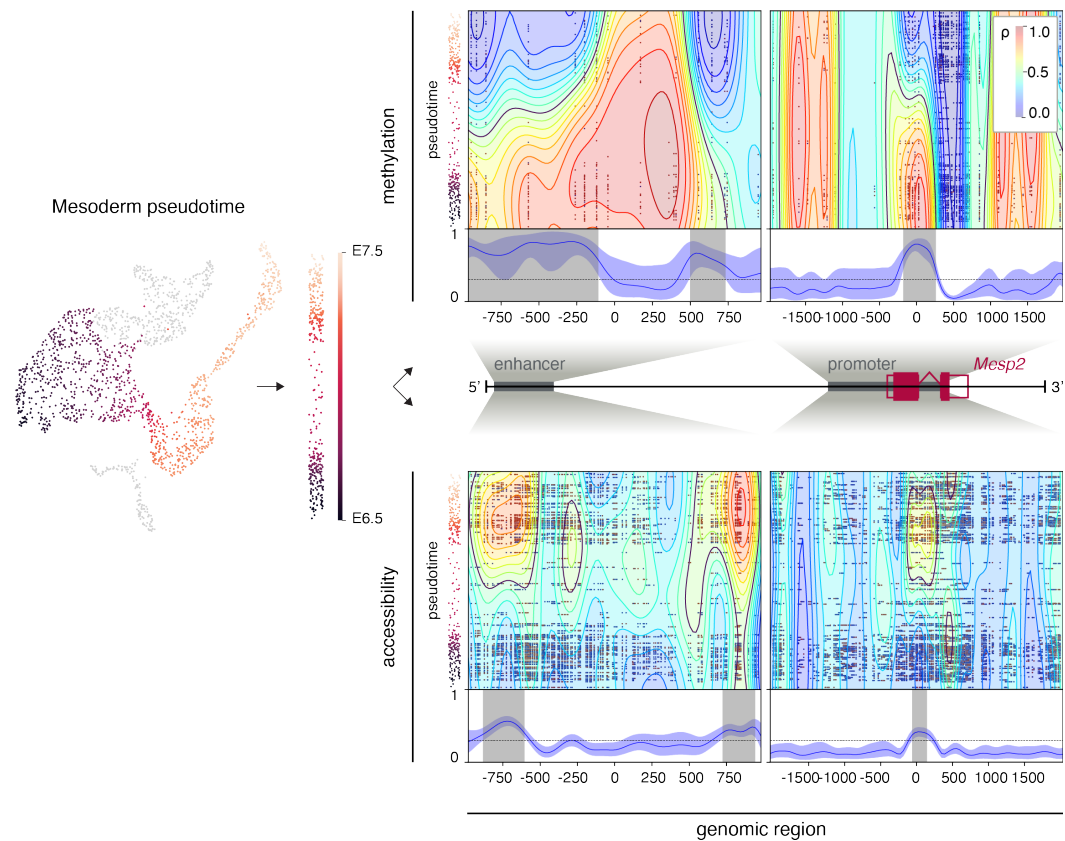 Mesoderm pseudotime
E7.5
E6.5
methylation
pseudotime
ρ
1.0
0.5
0.0
1
0
-750 -500 -250 0 250 500 750
-1500 -1000 -500 0 500 1000 1500
enhancer
promoter
Mesp2
5’
3’
accessibility
pseudotime
1
0
-750 -500 -250 0 250 500 750
-1500 -1000 -500 0 500 1000 1500
genomic region